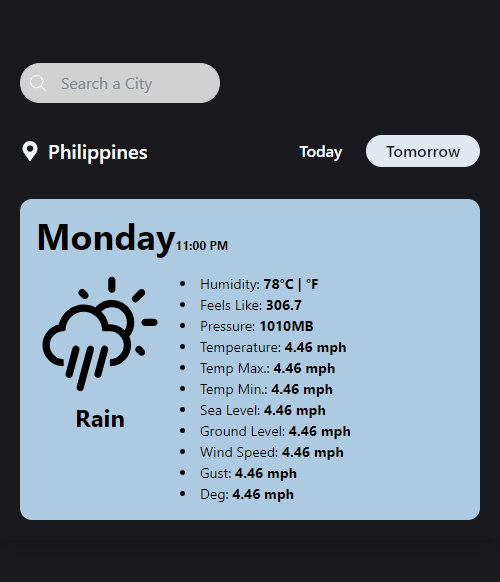 Search a City
Philippines
Today
Tomorrow
Monday 11:00 PM
Humidity: 78°C | °F
Feels Like: 306.7
Pressure: 1010MB
Temperature: 4.46 mph
Temp Max.: 4.46 mph
Temp Min.: 4.46 mph
Sea Level: 4.46 mph
Ground Level: 4.46 mph
Wind Speed: 4.46 mph
Gust: 4.46 mph
Deg: 4.46 mph
Rain